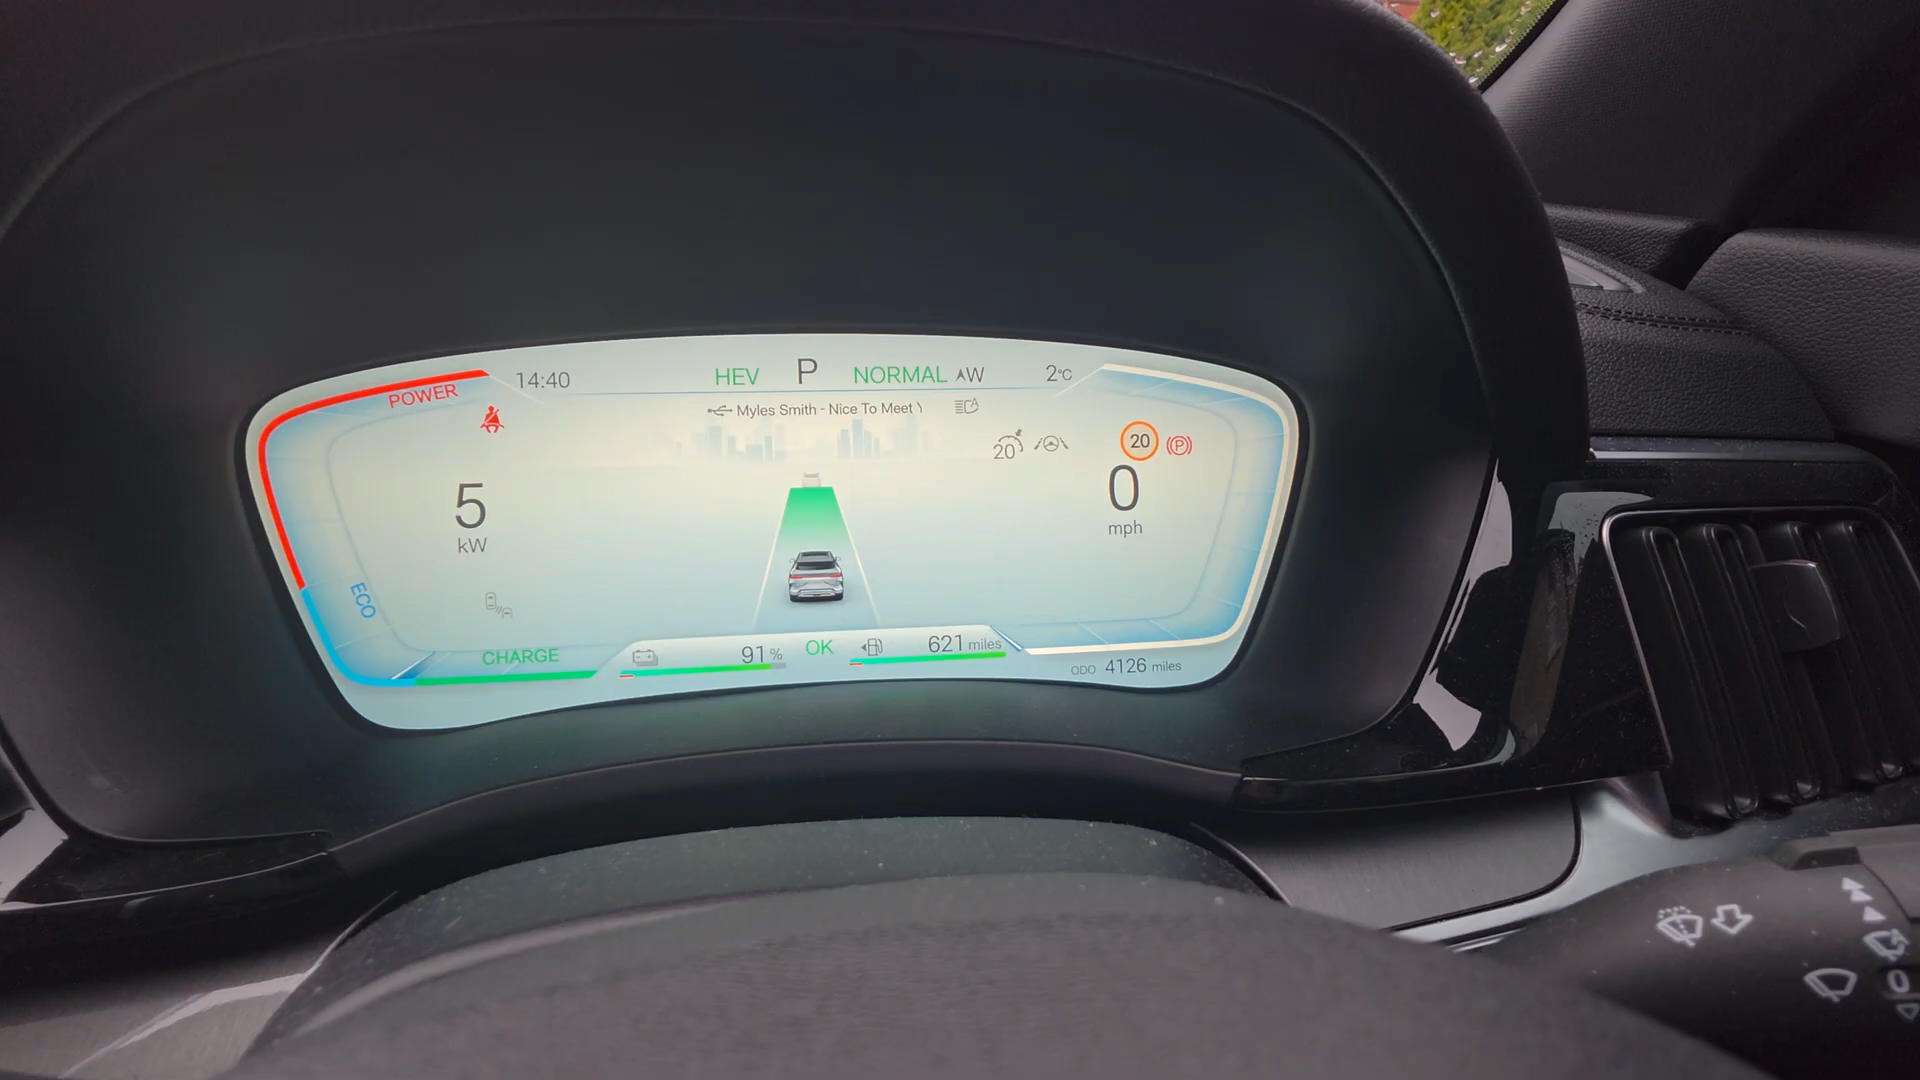 POWER
14:40
HEV P NORMAL W 2°C
Myles Smith - Nice To Meet
A
20
20 P
5
kW
0
mph
ECO
CHARGE
91 %
OK
621 miles
ODO 4126 miles
0